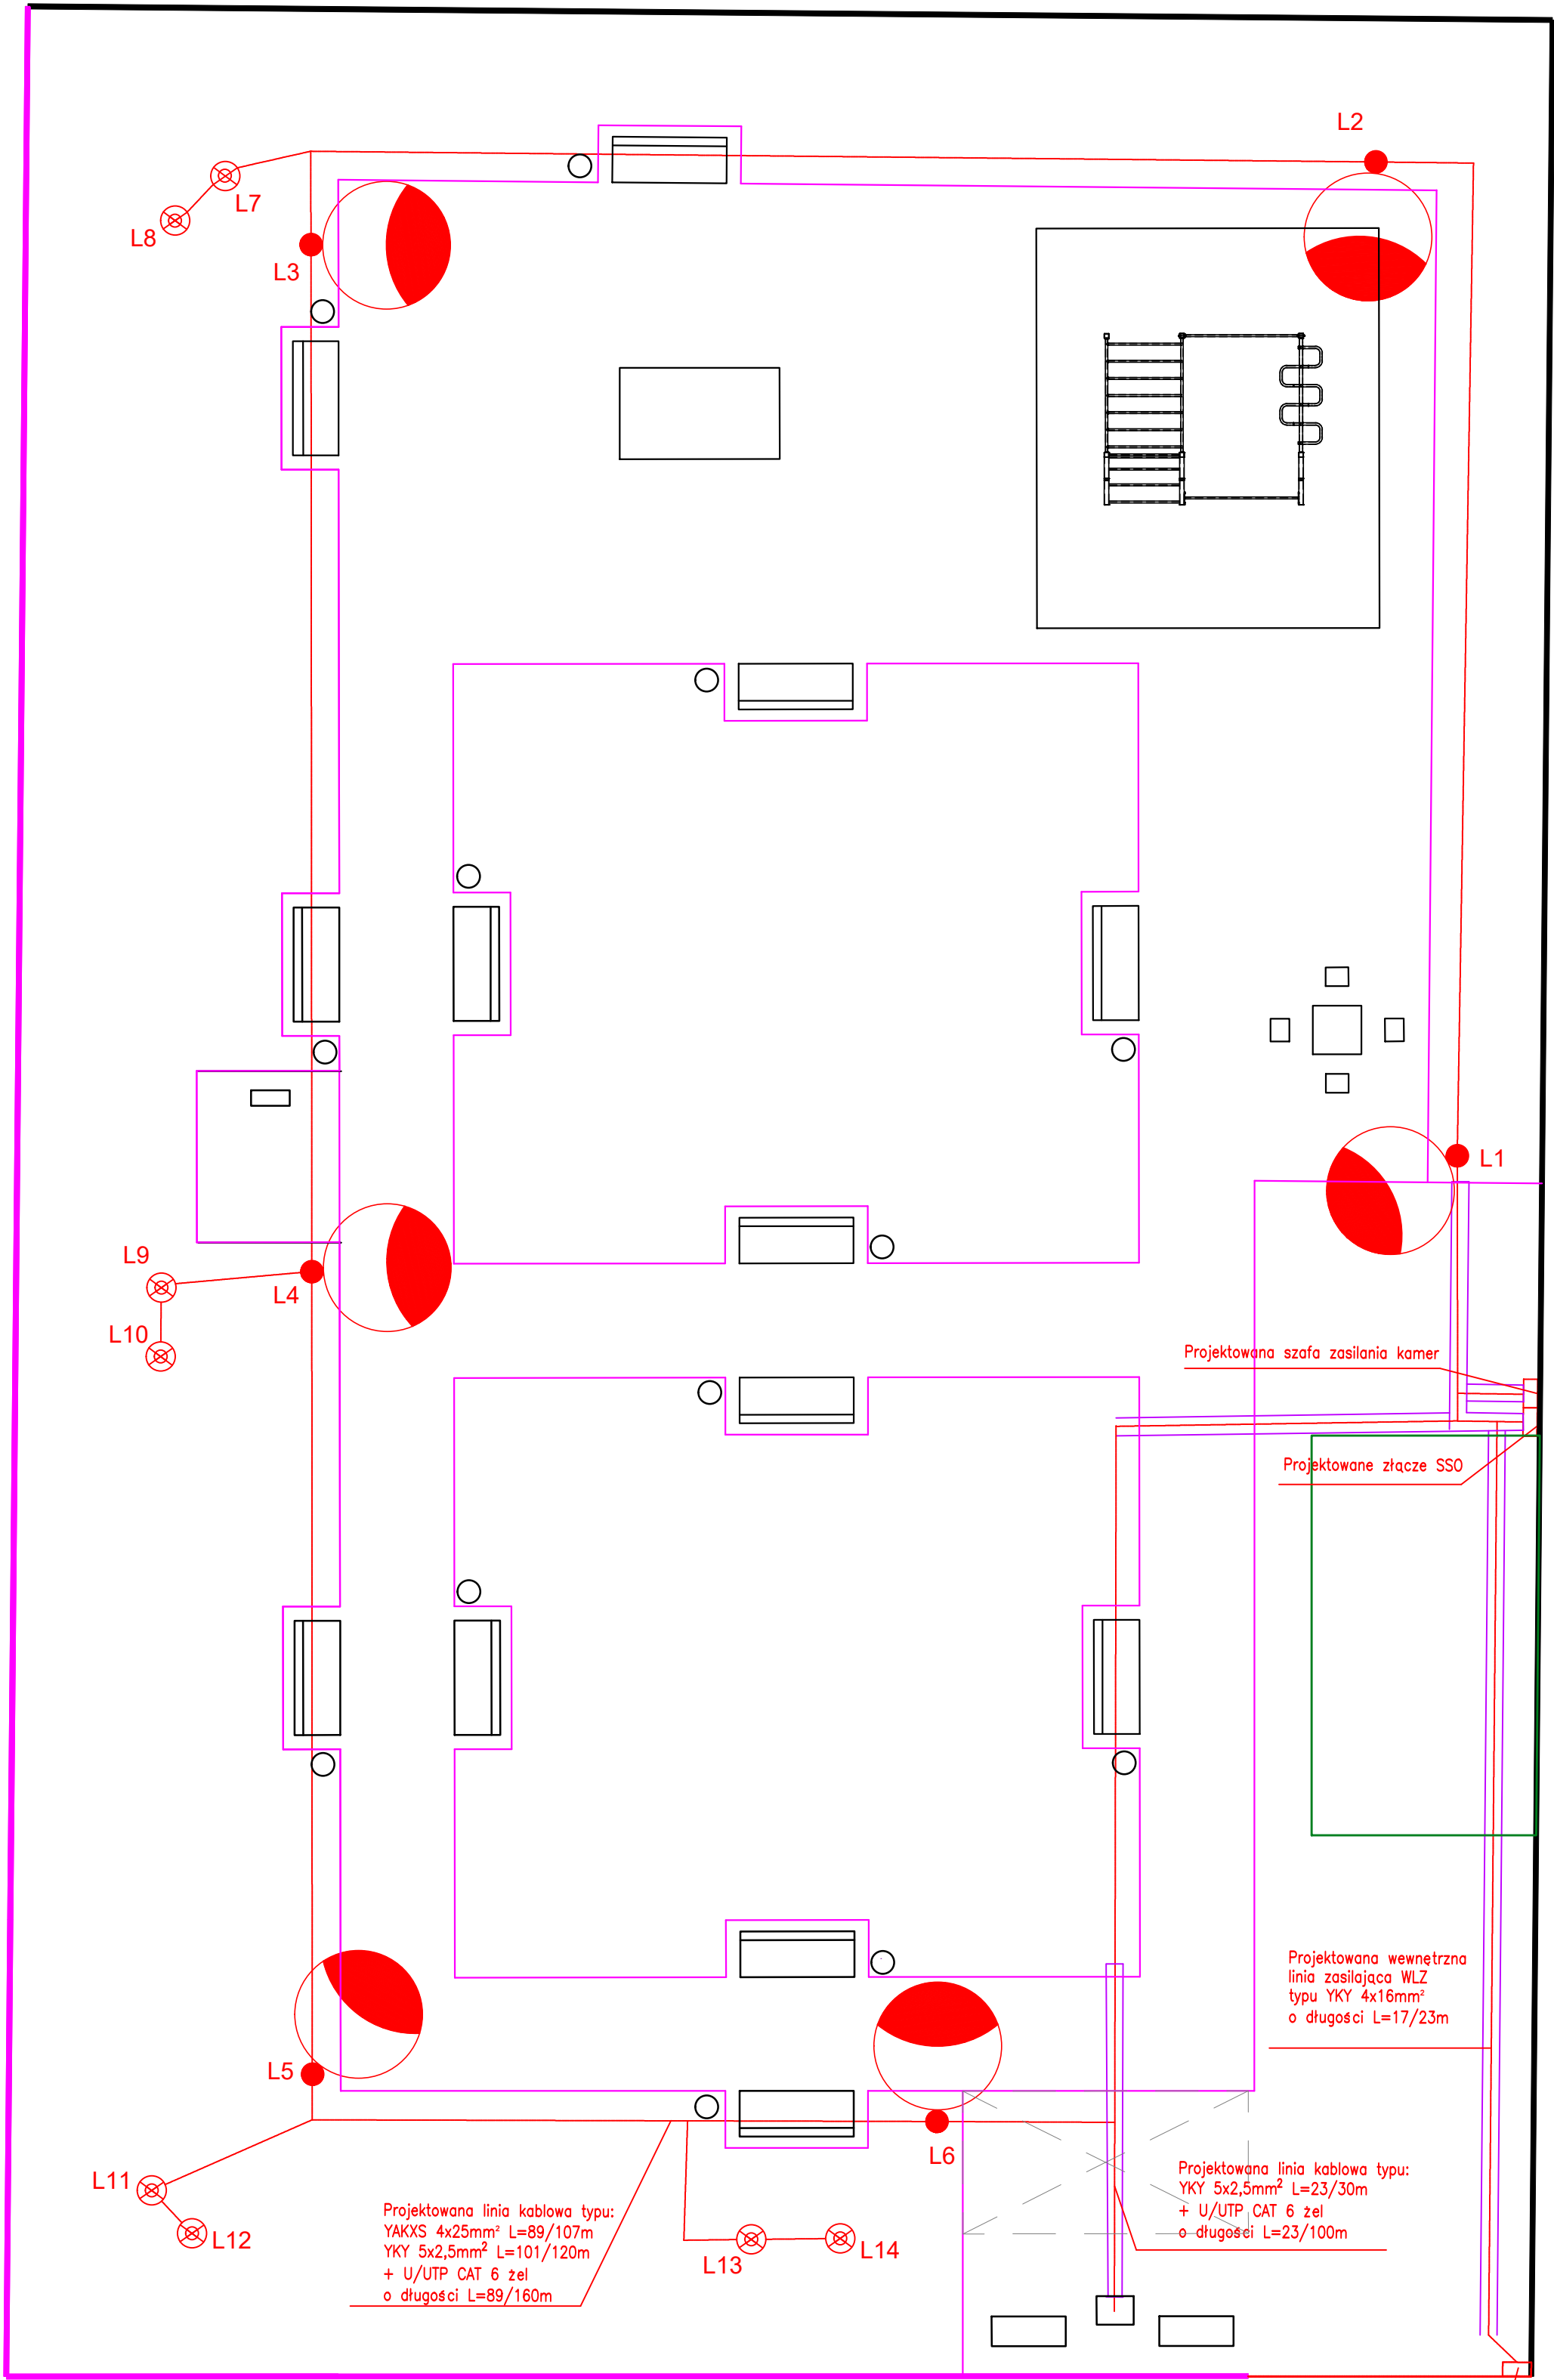 L2
L7
L8
L3
L1
L9
L4
L10
Projektowana szafa zasilania kamer
Projektowane złącze SSO
Projektowana wewnętrzna
linia zasilająca WLZ
typu YKY 4x16mm²
o długości L=17/23m
L5
L6
L11
L12
Projektowana linia kablowa typu:
YAKXS 4x25mm² L=89/107m
YKY 5x2,5mm² L=101/120m
+ U/UTP CAT 6 żel
o długości L=89/160m
L13
L14
Projektowana linia kablowa typu:
YKY 5x2,5mm² L=23/30m
+ U/UTP CAT 6 żel
o długości L=23/100m